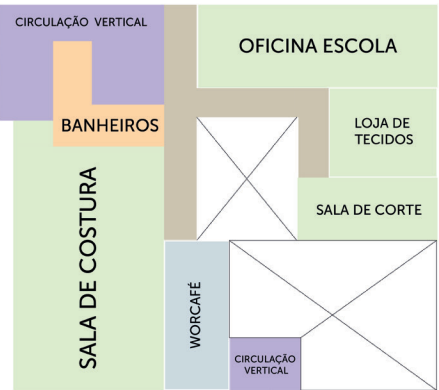 CIRCULAÇÃO VERTICAL
OFICINA ESCOLA
BANHEIROS
LOJA DE
TECIDOS
SALA DE COSTURA
SALA DE CORTE
WORCAFÉ
CIRCULAÇÃO
VERTICAL